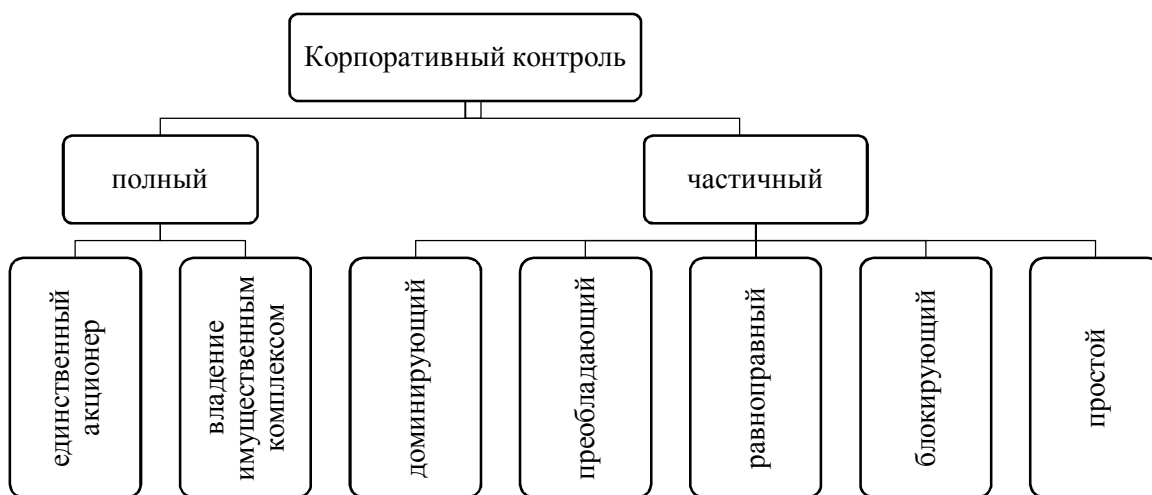 Корпоративный контроль
полный
частичный
единственный
акционер
владение
имущественным
комплексом
доминирующий
преобладающий
равноправный
блокирующий
простой